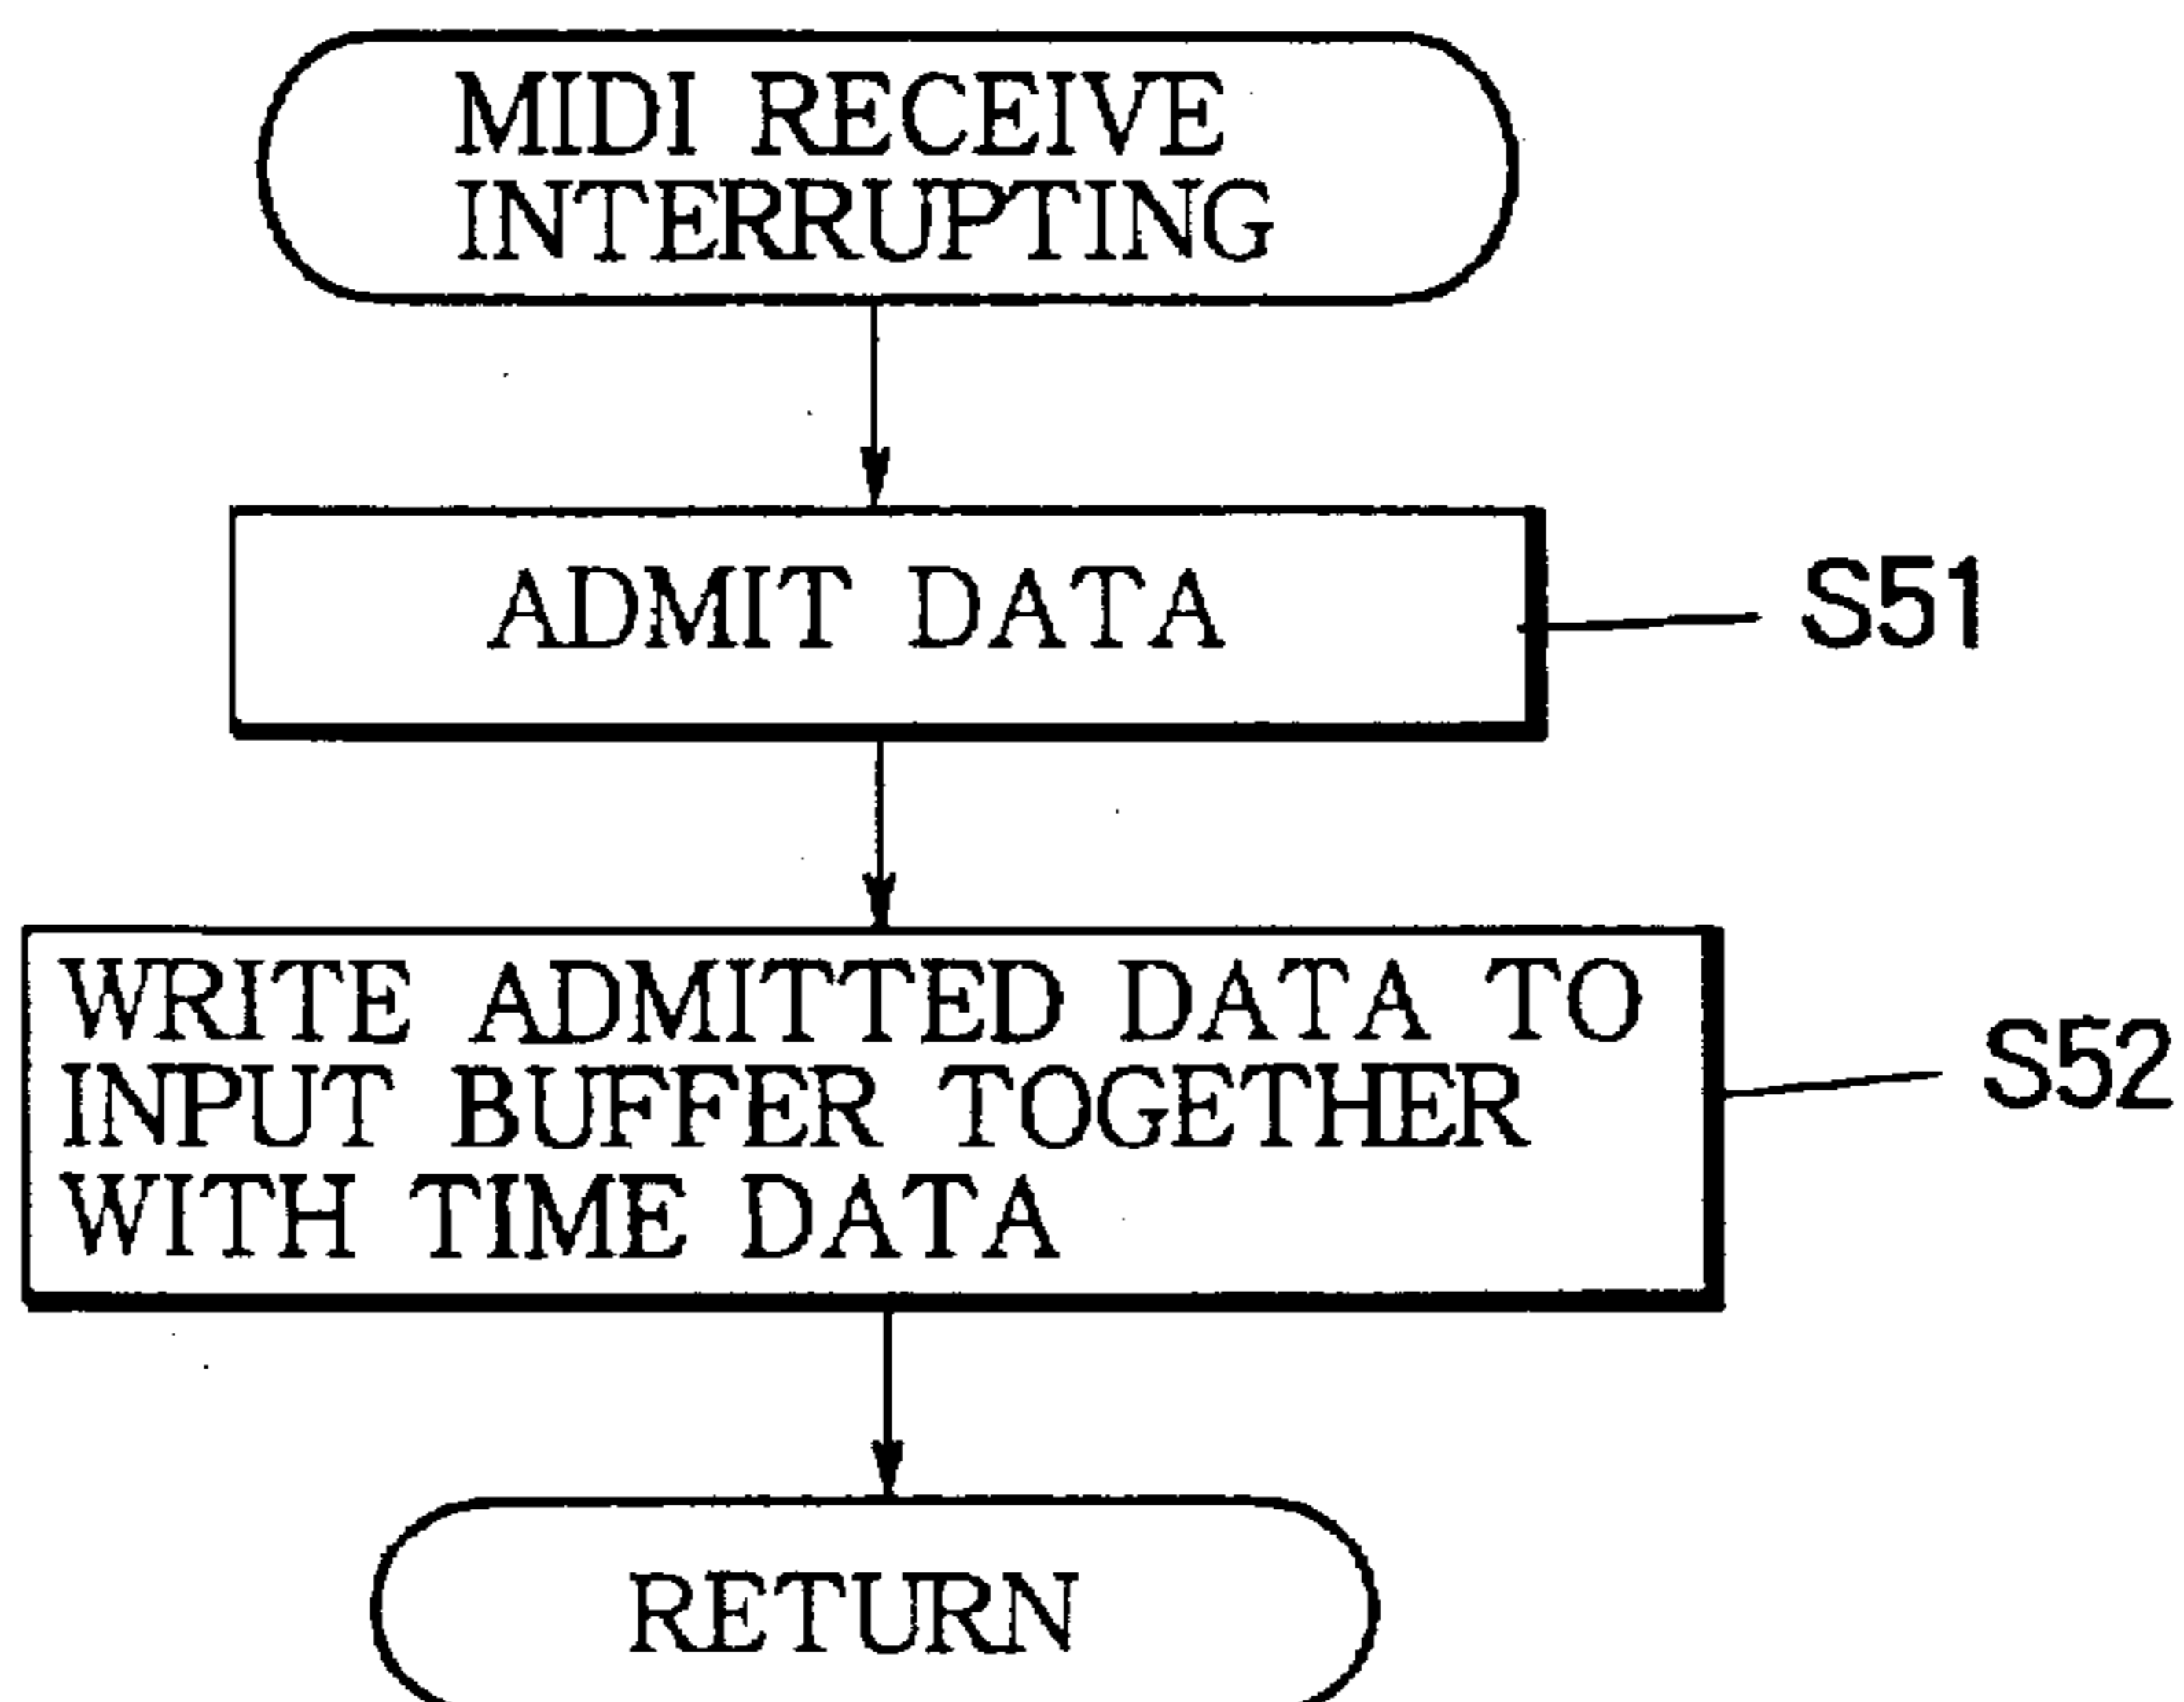 MIDI RECEIVE
INTERRUPTING
ADMIT DATA
S51
WRITE ADMITTED DATA TO
INPUT BUFFER TOGETHER
WITH TIME DATA
S52
RETURN